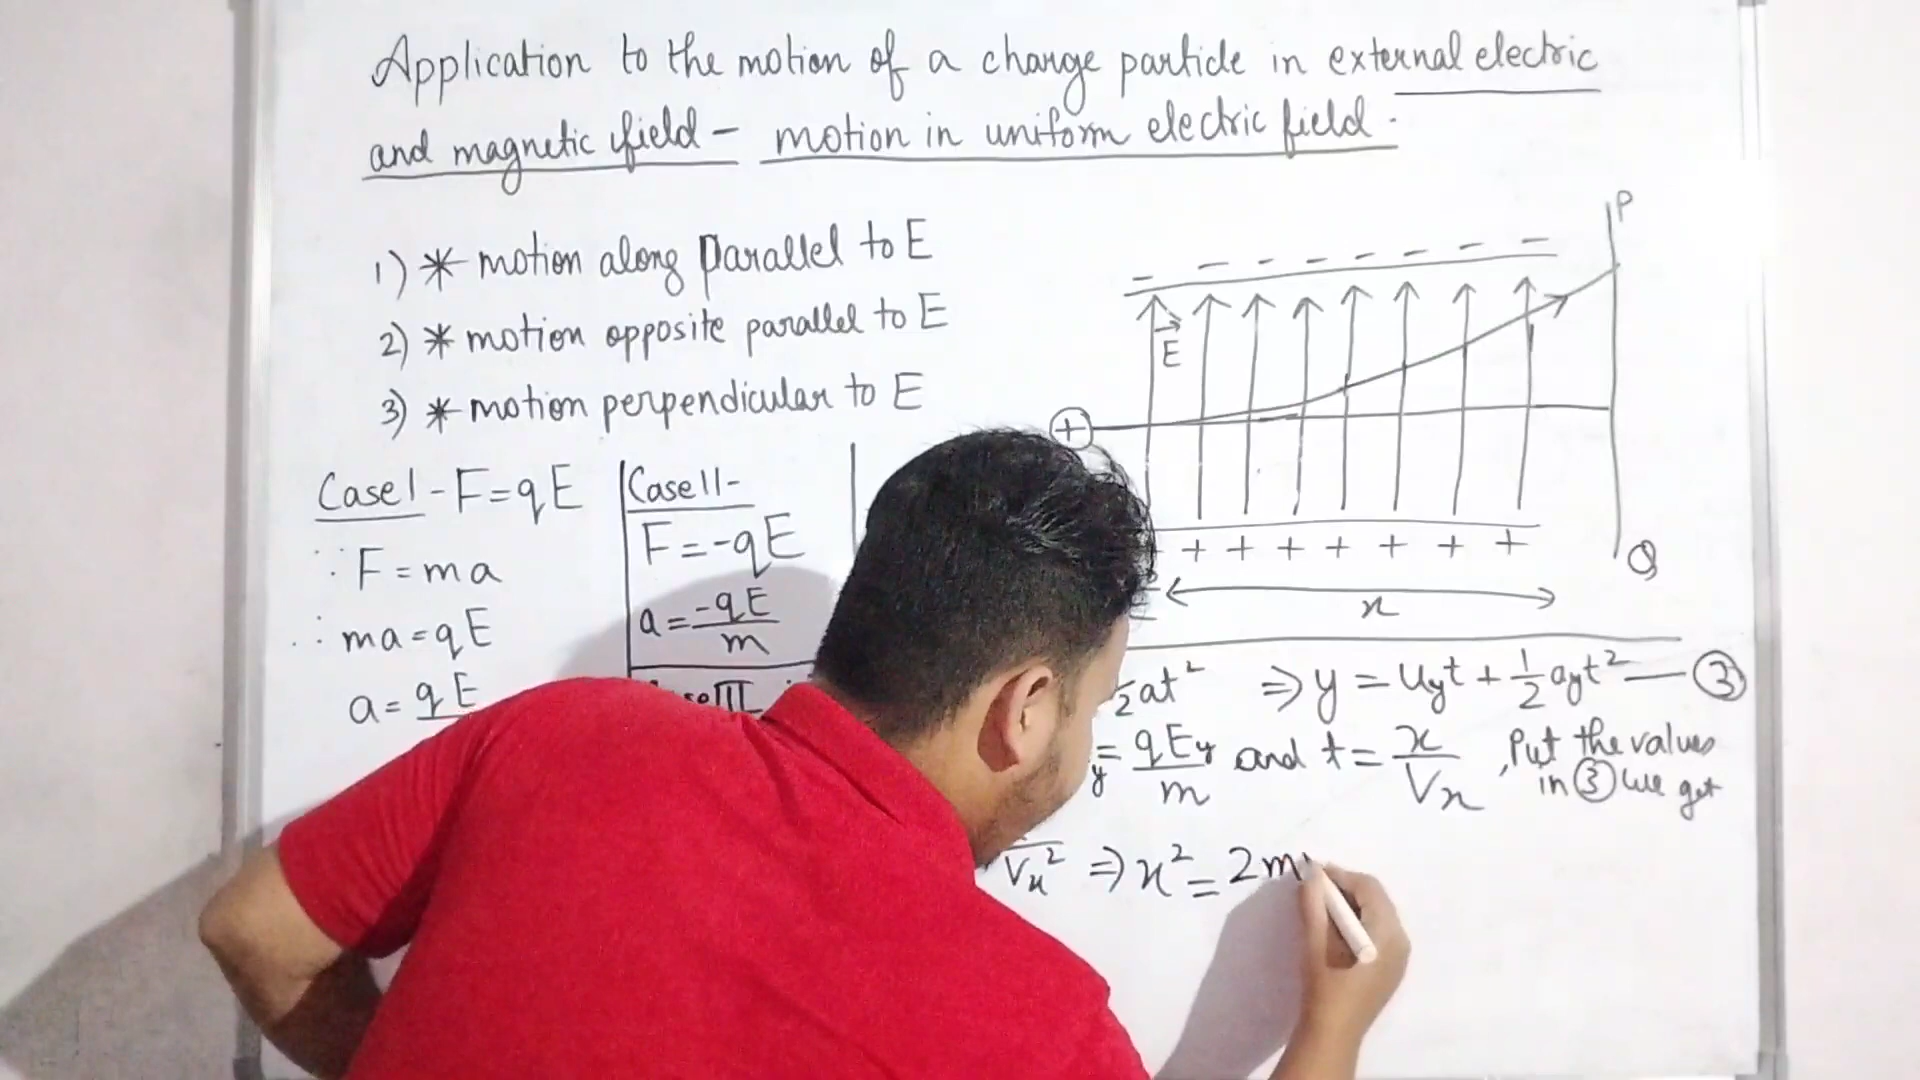 Application to the motion of a charge particle in external electric
and magnetic field - motion in uniform electric field.
1) * motion along parallel to E
2) * motion opposite parallel to E
3) * motion perpendicular to E
Case I - F = qE
∵ F = ma
∴ ma = qE
a = qE
Case II -
F = -qE
a = -qE/m
P
- - - - - - - -
E⃗
+
+ + + + + + +
Q
x
½at² ⇒ y = uyt + ½ayt² — ③
y = qEy/m and t = x/Vx, Put the values
in ③ we get
Vx² ⇒ x² = 2m